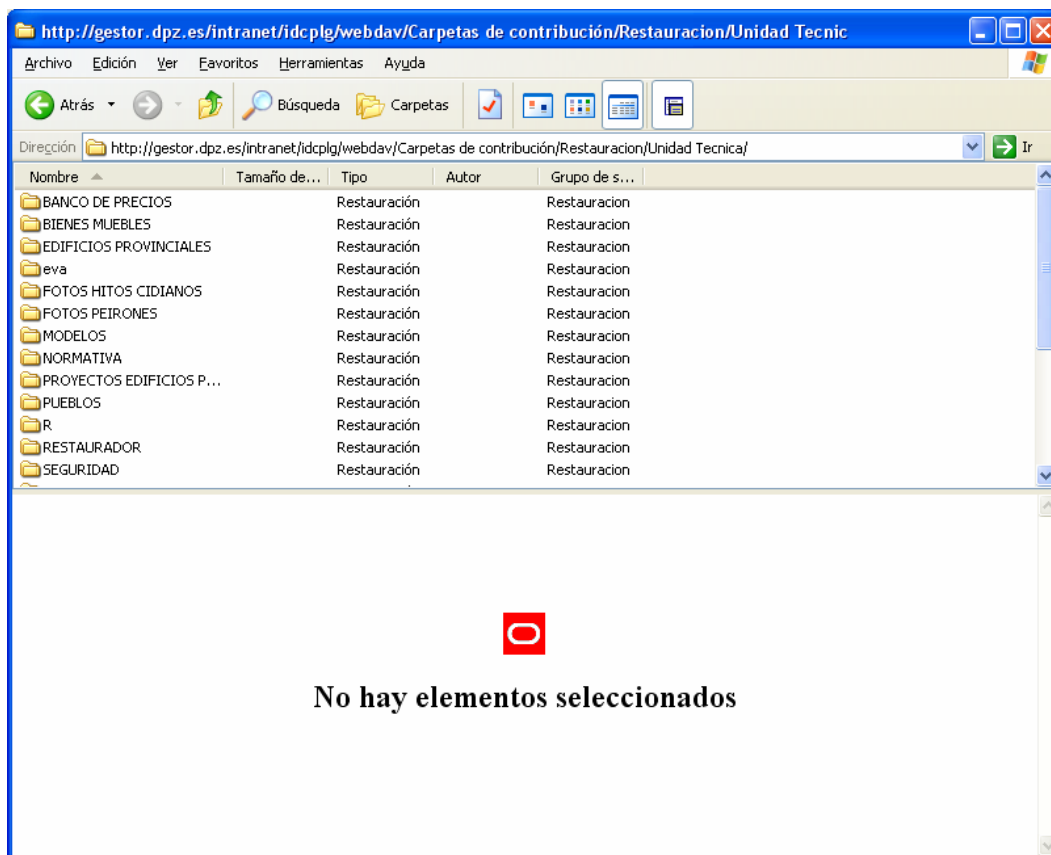 http://gestor.dpz.es/intranet/idcplg/webdav/Carpetas de contribución/Restauracion/Unidad Tecnic
Archivo Edición Ver Favoritos Herramientas Ayuda
Atrás Búsqueda Carpetas
Dirección http://gestor.dpz.es/intranet/idcplg/webdav/Carpetas de contribución/Restauracion/Unidad Tecnica/ Ir
Nombre Tamaño de... Tipo Autor Grupo de s...
BANCO DE PRECIOS Restauración Restauracion
BIENES MUEBLES Restauración Restauracion
EDIFICIOS PROVINCIALES Restauración Restauracion
eva Restauración Restauracion
FOTOS HITOS CIDIANOS Restauración Restauracion
FOTOS PEIRONES Restauración Restauracion
MODELOS Restauración Restauracion
NORMATIVA Restauración Restauracion
PROYECTOS EDIFICIOS P... Restauración Restauracion
PUEBLOS Restauración Restauracion
R Restauración Restauracion
RESTAURADOR Restauración Restauracion
SEGURIDAD Restauración Restauracion
No hay elementos seleccionados